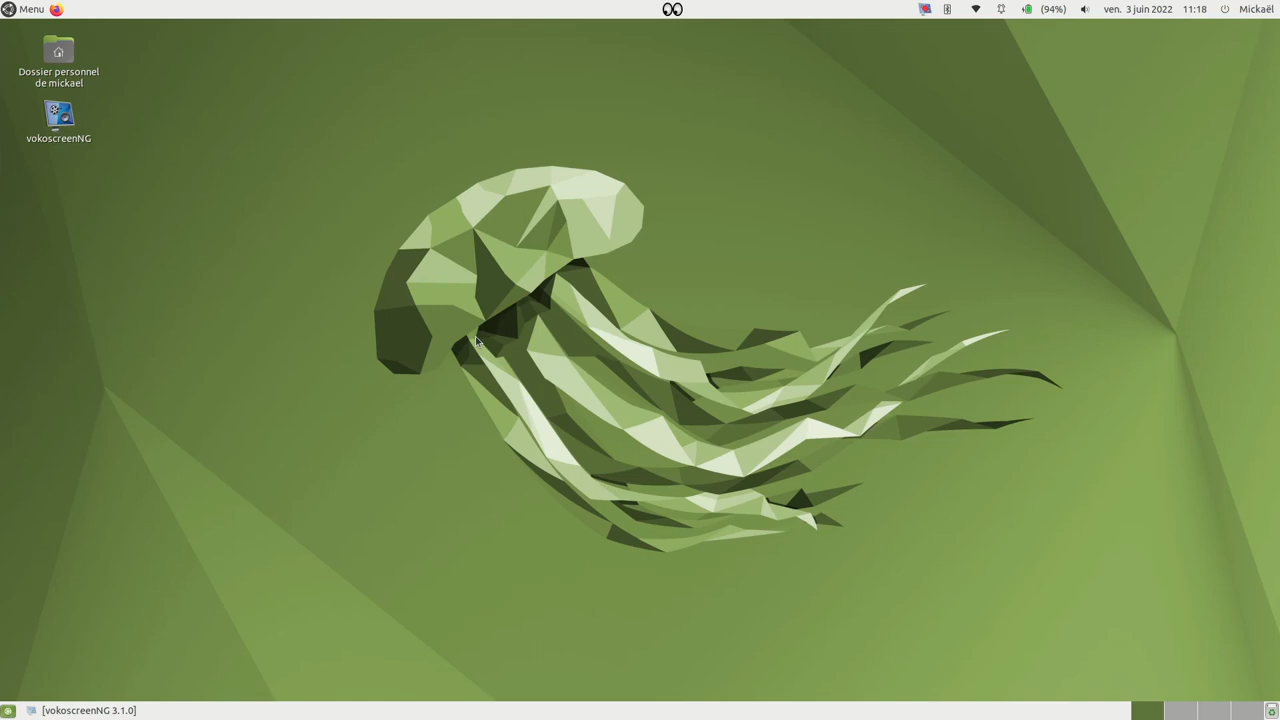 Menu
(94%)
ven. 3 juin 2022
11:18
Mickaël
Dossier personnel
de mickael
vokoscreenNG
[vokoscreenNG 3.1.0]